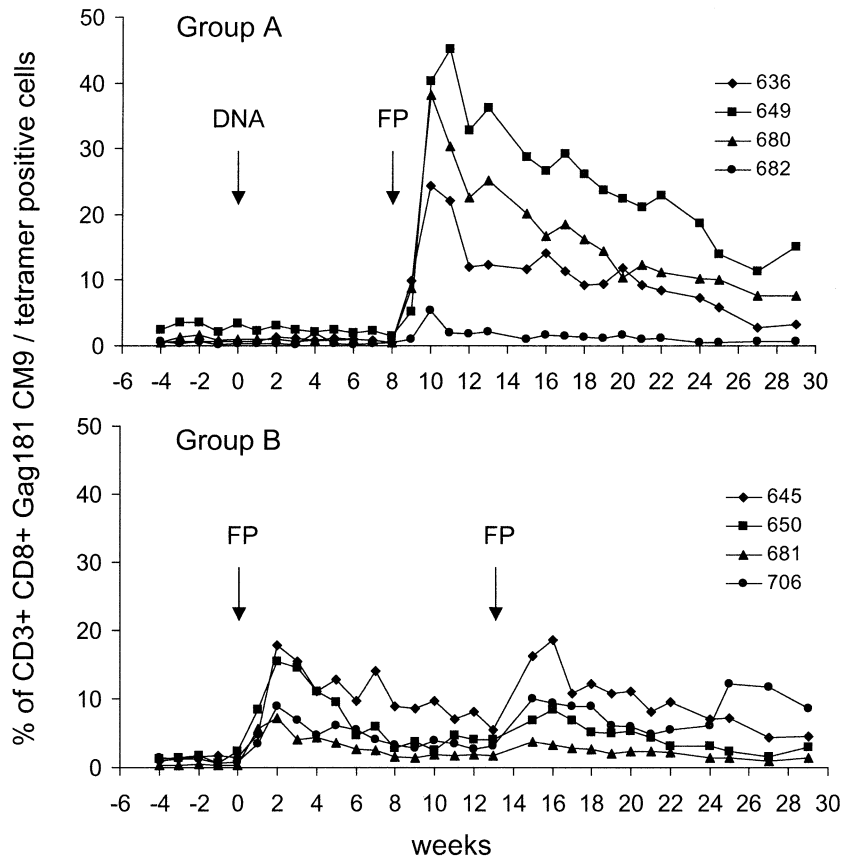 % of CD3+ CD8+ Gag181 CM9 / tetramer positive cells
Group A
50
40
30
20
10
0
DNA
FP
636
649
680
682
-6 -4 -2 0 2 4 6 8 10 12 14 16 18 20 22 24 26 28 30
Group B
50
40
30
20
10
0
FP
FP
645
650
681
706
-6 -4 -2 0 2 4 6 8 10 12 14 16 18 20 22 24 26 28 30
weeks